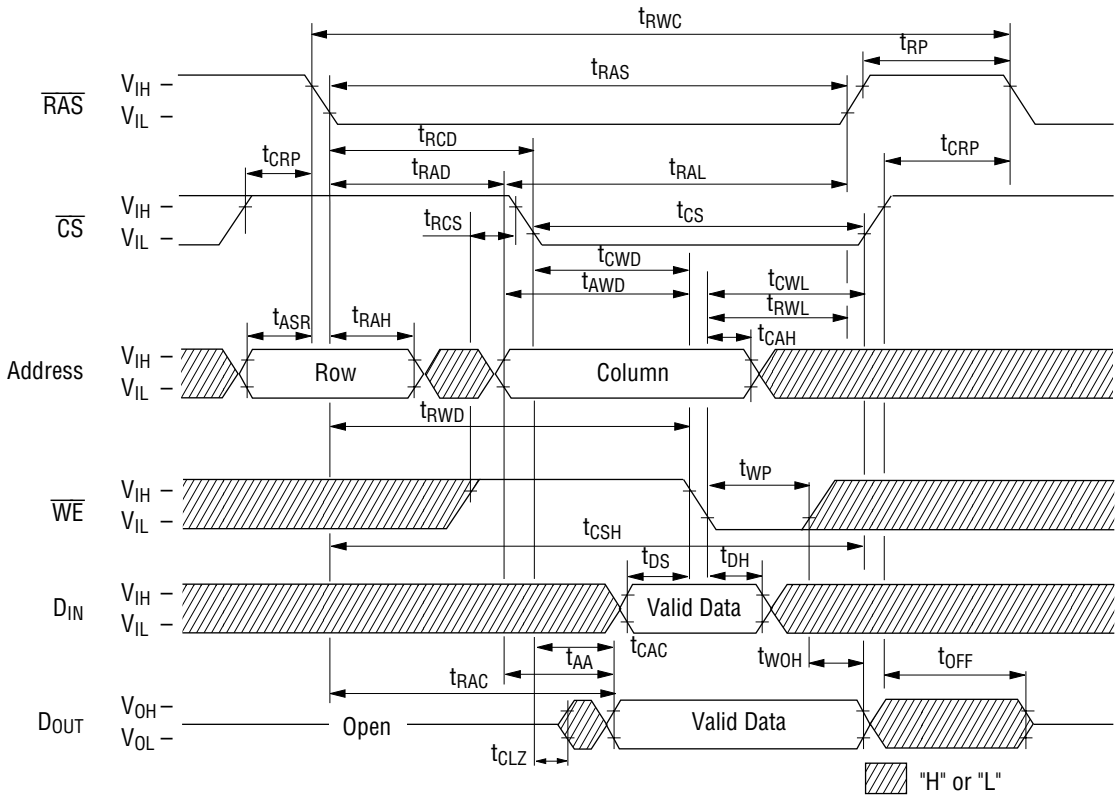 tRWC
tRP
tRAS
RAS
VIH
VIL
tRCD
tCRP
tRAD
tRAL
tCRP
CS
VIH
VIL
tRCS
tCS
tCWD
tCWL
tAWD
tRWL
tASR
tRAH
tCAH
Address
VIH
VIL
Row
Column
tRWD
WE
VIH
VIL
tWP
tCSH
tDS
tDH
DIN
VIH
VIL
Valid Data
tCAC
tAA
tWOH
tOFF
tRAC
DOUT
VOH
VOL
Open
Valid Data
tCLZ
"H" or "L"